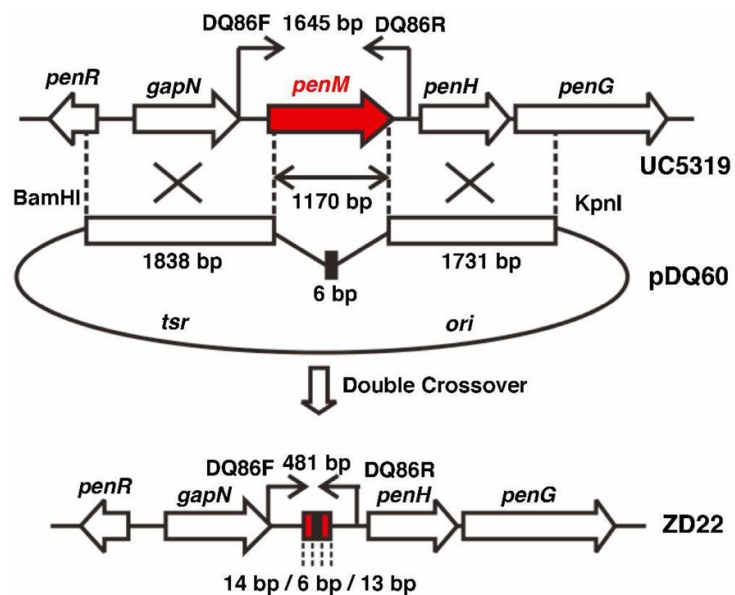 DQ86F 1645 bp DQ86R
penR gapN penM penH penG
UC5319
BamHI 1170 bp KpnI
1838 bp 1731 bp
6 bp
pDQ60
tsr ori
Double Crossover
DQ86F 481 bp DQ86R
penR gapN penH penG
ZD22
14 bp / 6 bp / 13 bp